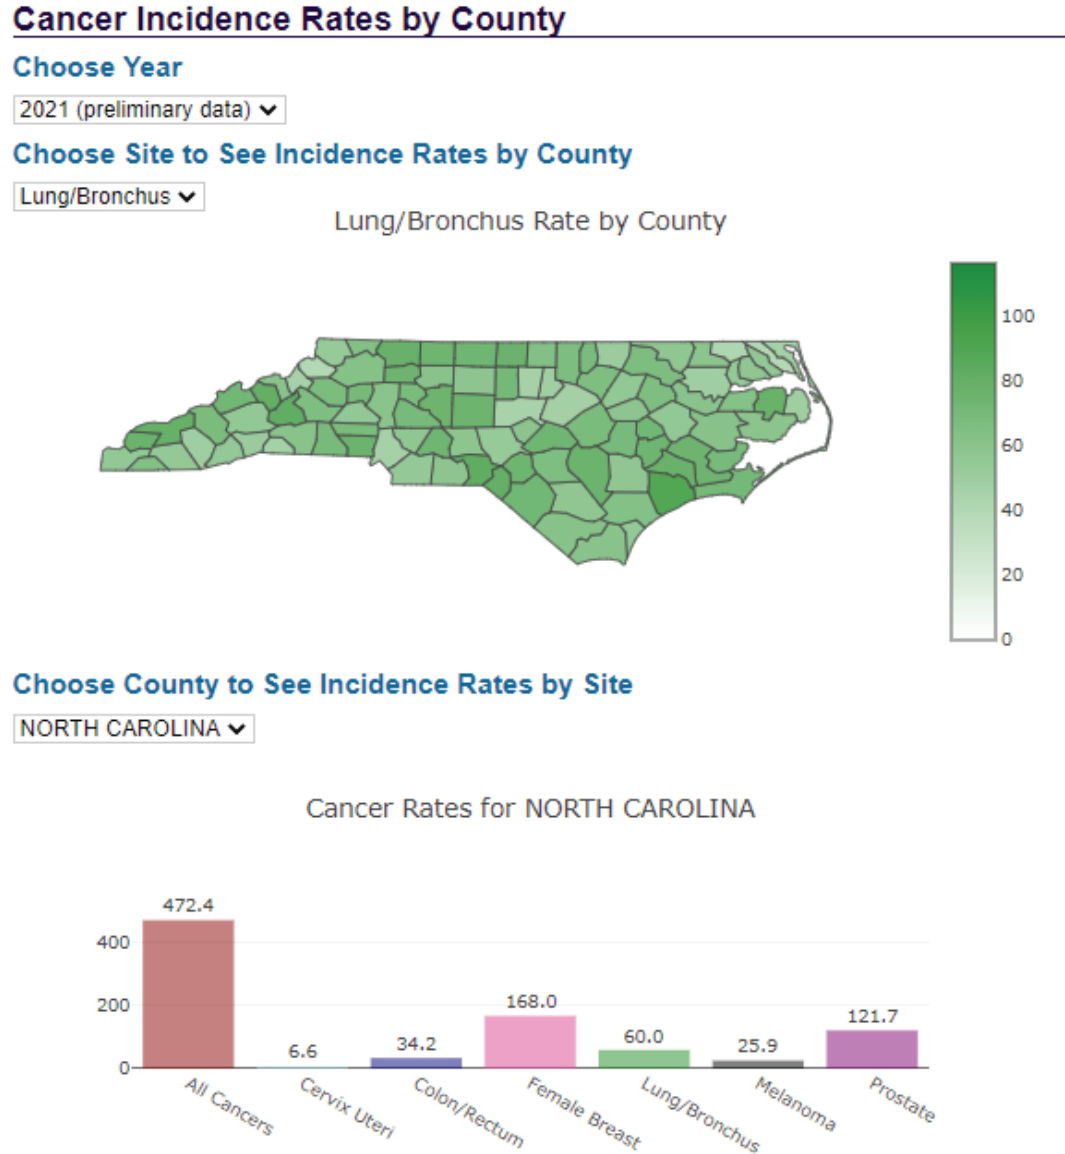 Cancer Incidence Rates by County
Choose Year
2021 (preliminary data)
Choose Site to See Incidence Rates by County
Lung/Bronchus
Lung/Bronchus Rate by County
100
80
60
40
20
0
Choose County to See Incidence Rates by Site
NORTH CAROLINA
Cancer Rates for NORTH CAROLINA
472.4
400
200
0
6.6
34.2
168.0
60.0
25.9
121.7
All Cancers
Cervix Uteri
Colon/Rectum
Female Breast
Lung/Bronchus
Melanoma
Prostate